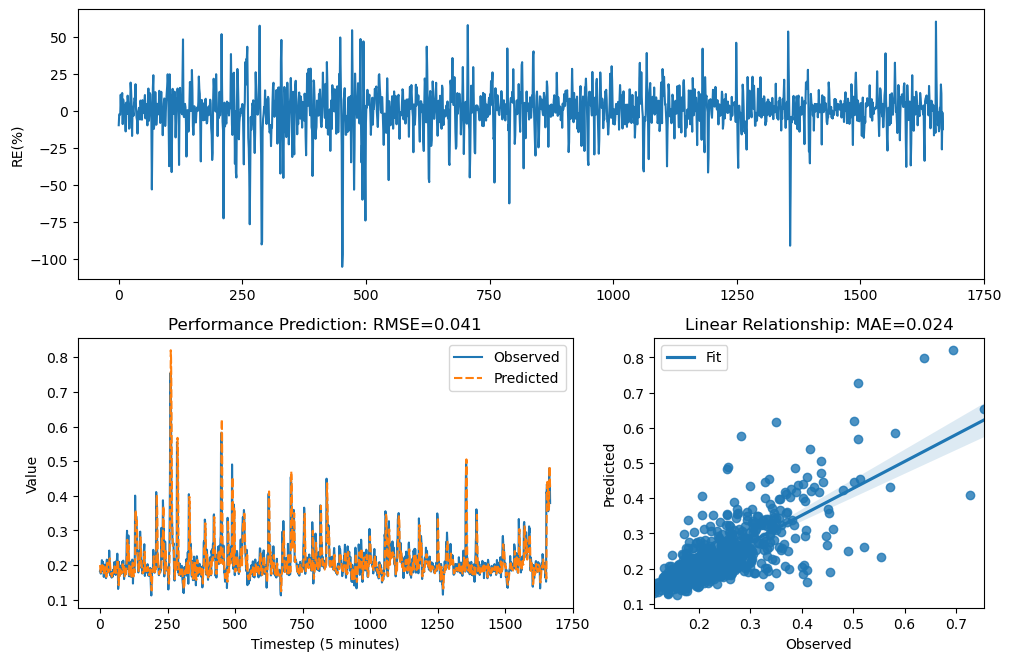 RE(%)
50
25
0
−25
−50
−75
−100
0 250 500 750 1000 1250 1500 1750
Performance Prediction: RMSE=0.041
Value
0.8
0.7
0.6
0.5
0.4
0.3
0.2
0.1
Observed
Predicted
0 250 500 750 1000 1250 1500 1750
Timestep (5 minutes)
Linear Relationship: MAE=0.024
Predicted
0.8
0.7
0.6
0.5
0.4
0.3
0.2
0.1
Fit
0.2 0.3 0.4 0.5 0.6 0.7
Observed